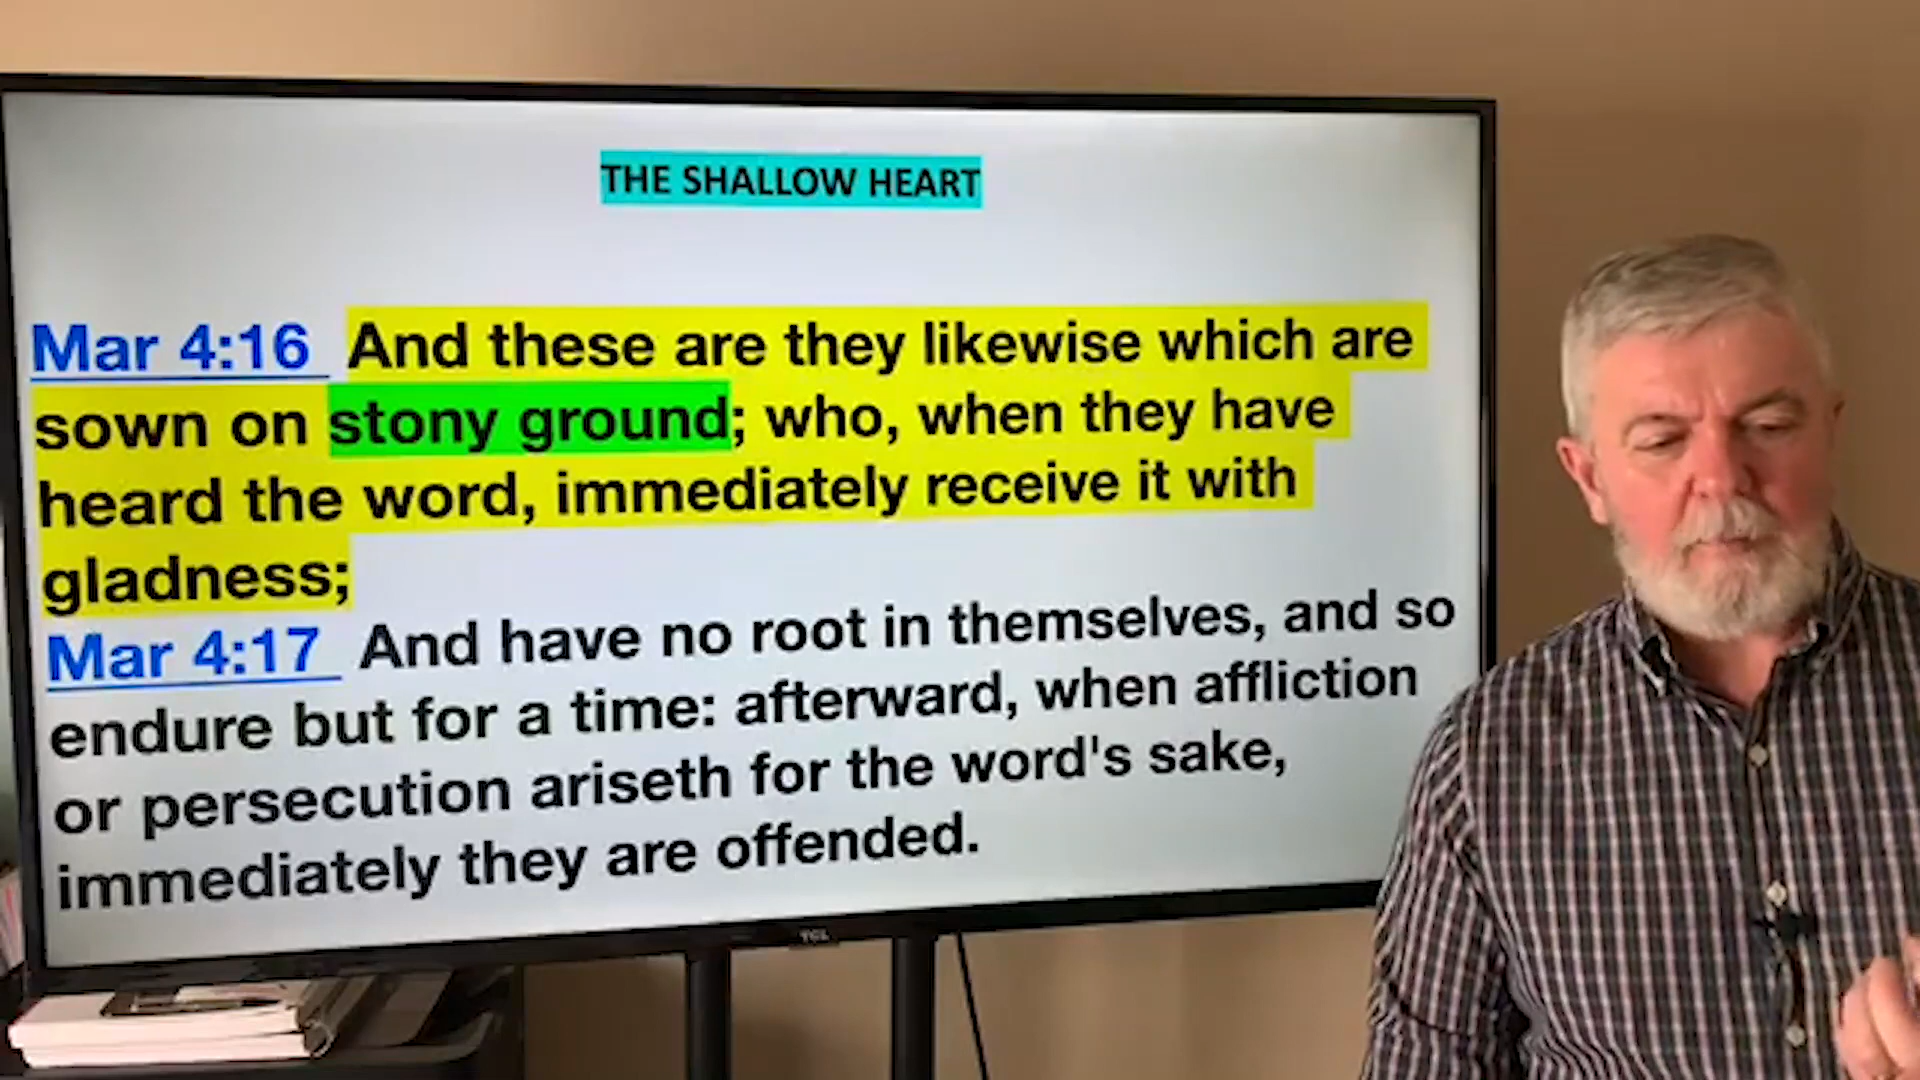 THE SHALLOW HEART
Mar 4:16 And these are they likewise which are
sown on stony ground; who, when they have
heard the word, immediately receive it with
gladness;
Mar 4:17 And have no root in themselves, and so
endure but for a time: afterward, when affliction
or persecution ariseth for the word's sake,
immediately they are offended.
TCL